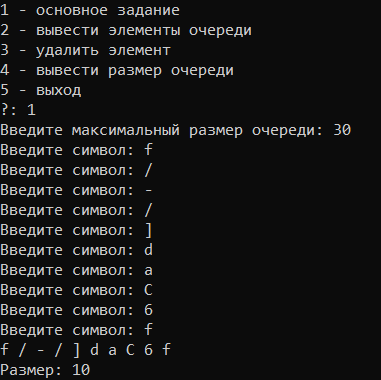 1 - основное задание
2 - вывести элементы очереди
3 - удалить элемент
4 - вывести размер очереди
5 - выход
?: 1
Введите максимальный размер очереди: 30
Введите символ: f
Введите символ: /
Введите символ: -
Введите символ: /
Введите символ: ]
Введите символ: d
Введите символ: a
Введите символ: C
Введите символ: 6
Введите символ: f
f / - / ] d a C 6 f
Размер: 10